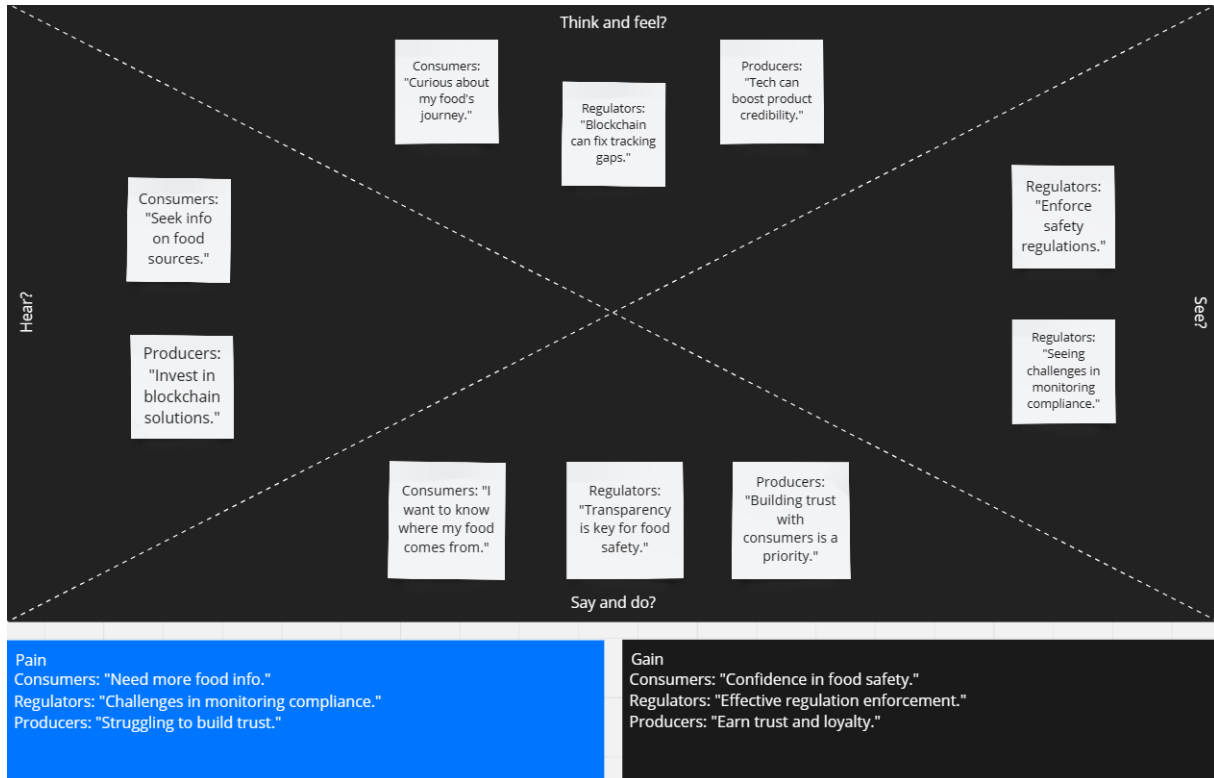 Think and feel?
Consumers:
"Curious about
my food's
journey."
Regulators:
"Blockchain
can fix tracking
gaps."
Producers:
"Tech can
boost product
credibility."
Hear?
Consumers:
"Seek info
on food
sources."
Producers:
"Invest in
blockchain
solutions."
See?
Regulators:
"Enforce
safety
regulations."
Regulators:
"Seeing
challenges in
monitoring
compliance."
Consumers: "I
want to know
where my food
comes from."
Regulators:
"Transparency
is key for food
safety."
Producers:
"Building trust
with
consumers is a
priority."
Say and do?
Pain
Consumers: "Need more food info."
Regulators: "Challenges in monitoring compliance."
Producers: "Struggling to build trust."
Gain
Consumers: "Confidence in food safety."
Regulators: "Effective regulation enforcement."
Producers: "Earn trust and loyalty."